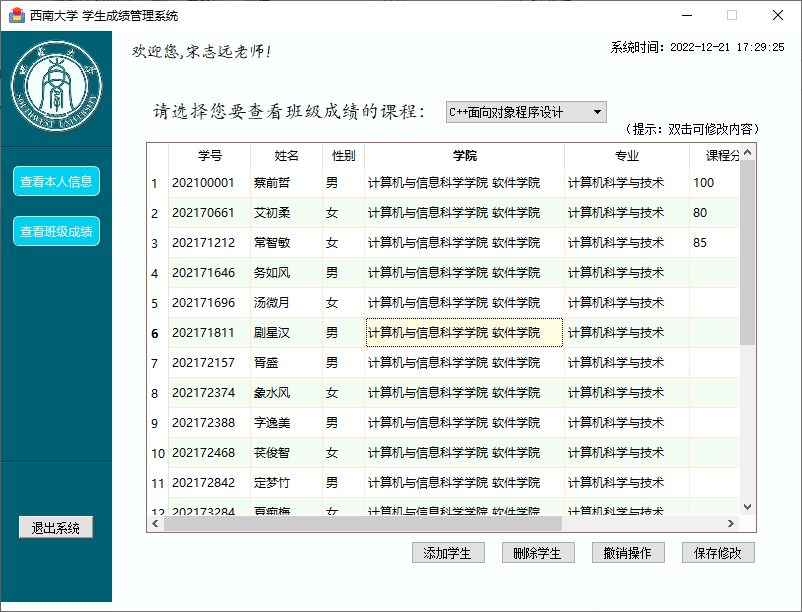 西南大学 学生成绩管理系统
欢迎您,宋志远老师!
系统时间: 2022-12-21 17:29:25
SOUTHWEST UNIVERSITY
请选择您要查看班级成绩的课程: C++面向对象程序设计
(提示: 双击可修改内容)
查看本人信息
查看班级成绩
退出系统
学号 姓名 性别 学院 专业 课程分
1 202100001 蔡前哲 男 计算机与信息科学学院 软件学院 计算机科学与技术 100
2 202170661 艾初柔 女 计算机与信息科学学院 软件学院 计算机科学与技术 80
3 202171212 常智敏 女 计算机与信息科学学院 软件学院 计算机科学与技术 85
4 202171646 务如风 男 计算机与信息科学学院 软件学院 计算机科学与技术
5 202171696 汤微月 女 计算机与信息科学学院 软件学院 计算机科学与技术
6 202171811 剧星汉 男 计算机与信息科学学院 软件学院 计算机科学与技术
7 202172157 胥盛 男 计算机与信息科学学院 软件学院 计算机科学与技术
8 202172374 象水风 女 计算机与信息科学学院 软件学院 计算机科学与技术
9 202172388 字逸美 男 计算机与信息科学学院 软件学院 计算机科学与技术
10 202172468 俊智 女 计算机与信息科学学院 软件学院 计算机科学与技术
11 202172842 定梦竹 男 计算机与信息科学学院 软件学院 计算机科学与技术
12 202173284 夏痴梅 女 计算机与信息科学学院 软件学院 计算机科学与技术
添加学生 删除学生 撤销操作 保存修改